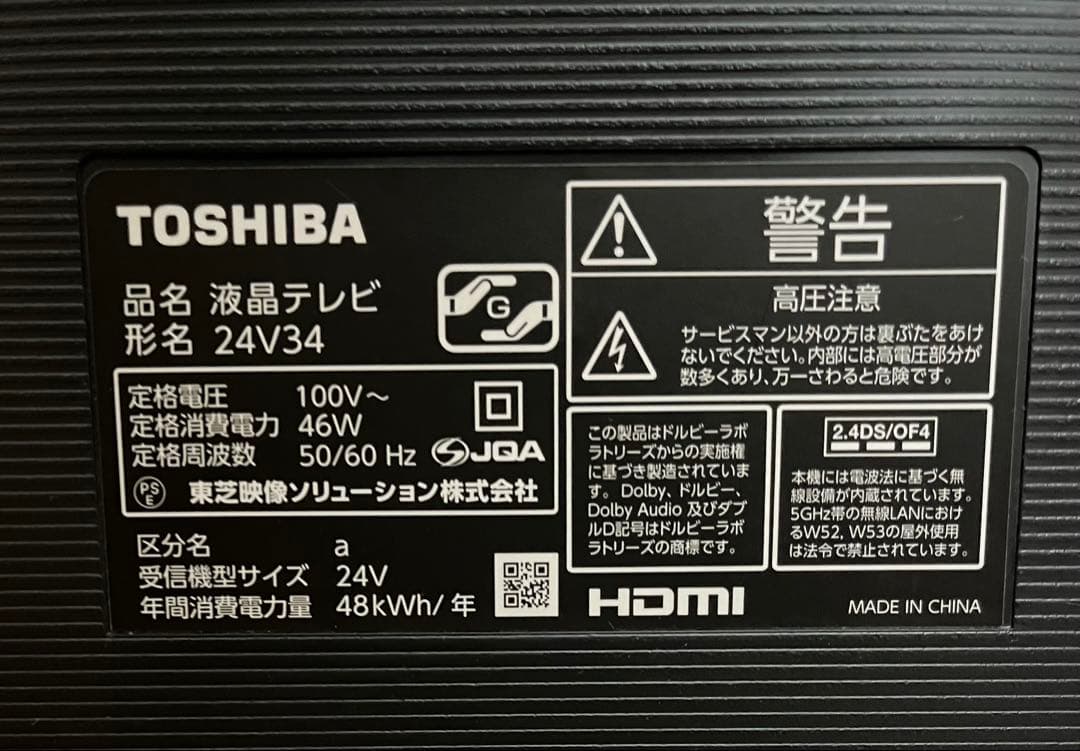 TOSHIBA
品名 液晶テレビ
形名 24V34
G
定格電圧 100V～
定格消費電力 46W
定格周波数 50/60 Hz JQA
PSE 東芝映像ソリューション株式会社
区分名 a
受信機型サイズ 24V
年間消費電力量 48kWh/年
警告
高圧注意
サービスマン以外の方は裏ぶたをあけ
ないでください。内部には高電圧部分が
数多くあり、万一さわると危険です。
この製品はドルビーラボ
ラトリーズからの実施権
に基づき製造されていま
す。Dolby、ドルビー、
Dolby Audio 及びダブ
ルD記号はドルビーラボ
ラトリーズの商標です。
2.4DS/OF4
本機には電波法に基づく無
線設備が内蔵されています。
5GHz帯の無線LANにおけ
るW52, W53の屋外使用
は法令で禁止されています。
HDMI
MADE IN CHINA